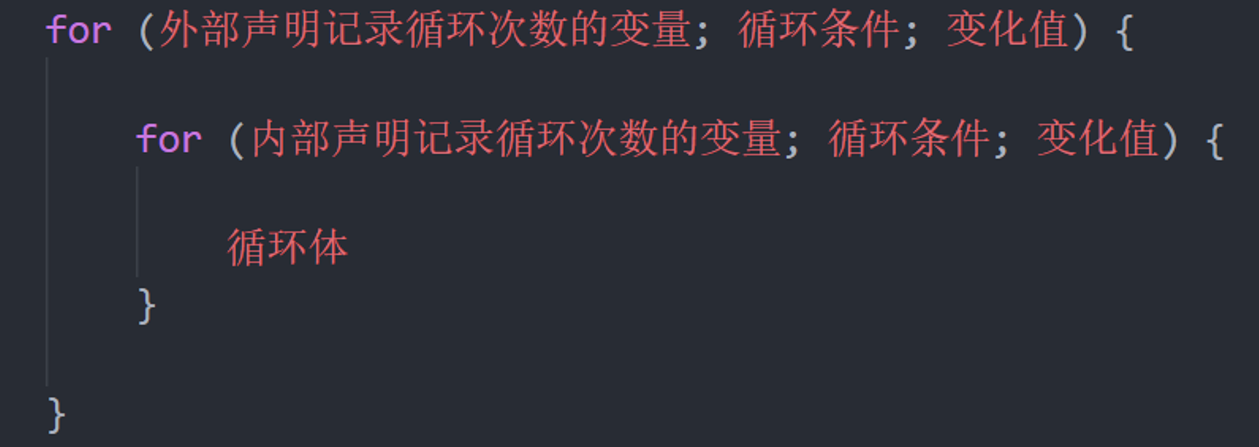 for (外部声明记录循环次数的变量; 循环条件; 变化值) {
for (内部声明记录循环次数的变量; 循环条件; 变化值) {
循环体
}
}